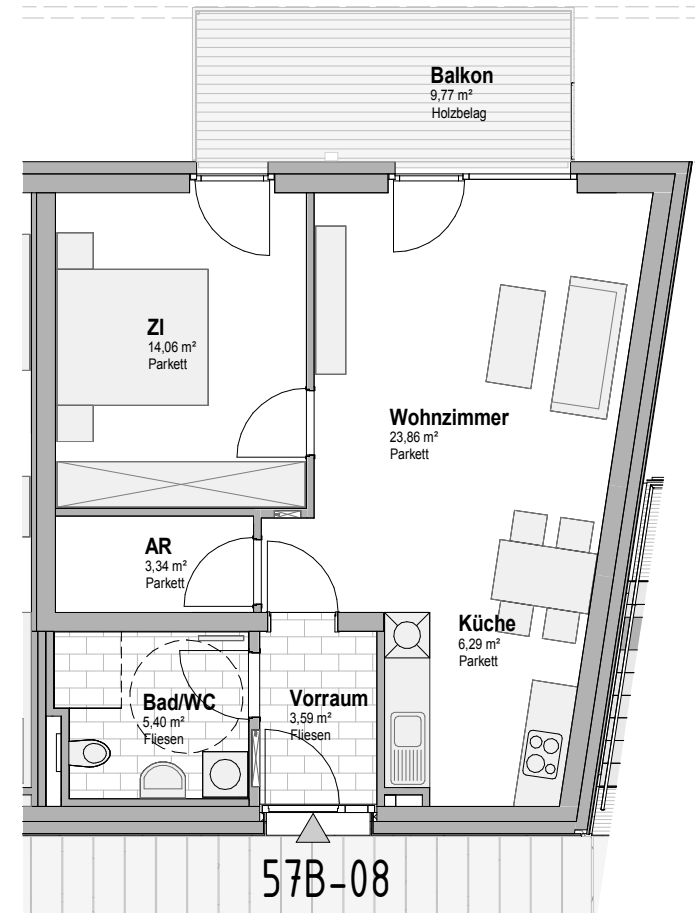 Balkon
9,77 m²
Holzbelag
ZI
14,06 m²
Parkett
Wohnzimmer
23,86 m²
Parkett
AR
3,34 m²
Parkett
Küche
6,29 m²
Parkett
Bad/WC
5,40 m²
Fliesen
Vorraum
3,59 m²
Fliesen
57B-08